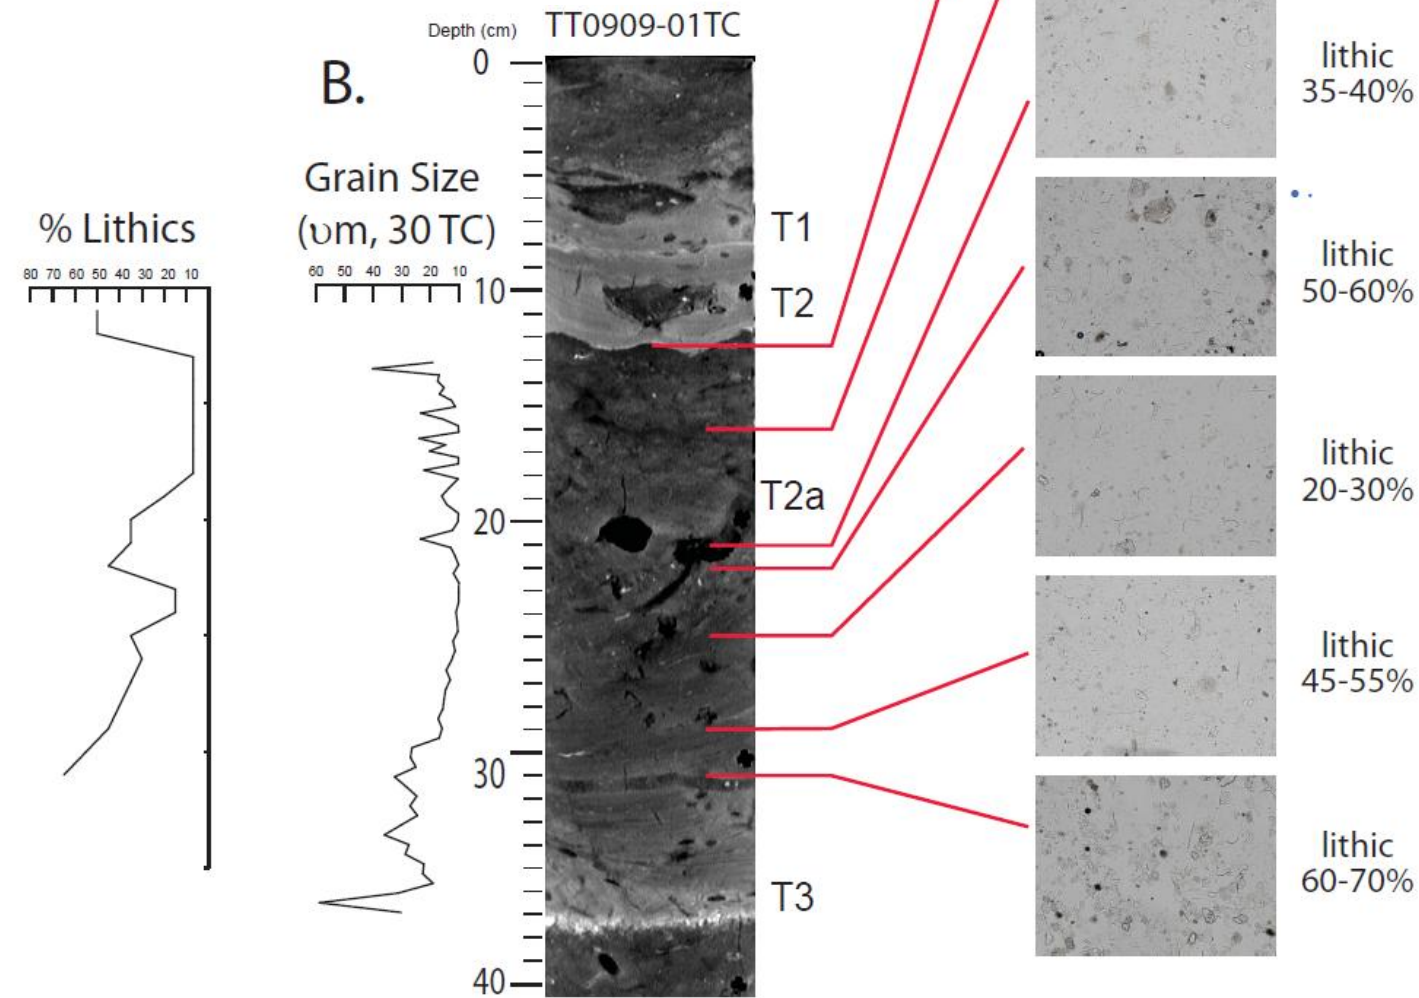 Depth (cm)
TT0909-01TC
B.
% Lithics
80 70 60 50 40 30 20 10
Grain Size
(υm, 30 TC)
60 50 40 30 20 10
0
10
20
30
40
T1
T2
T2a
T3
lithic
35-40%
lithic
50-60%
lithic
20-30%
lithic
45-55%
lithic
60-70%